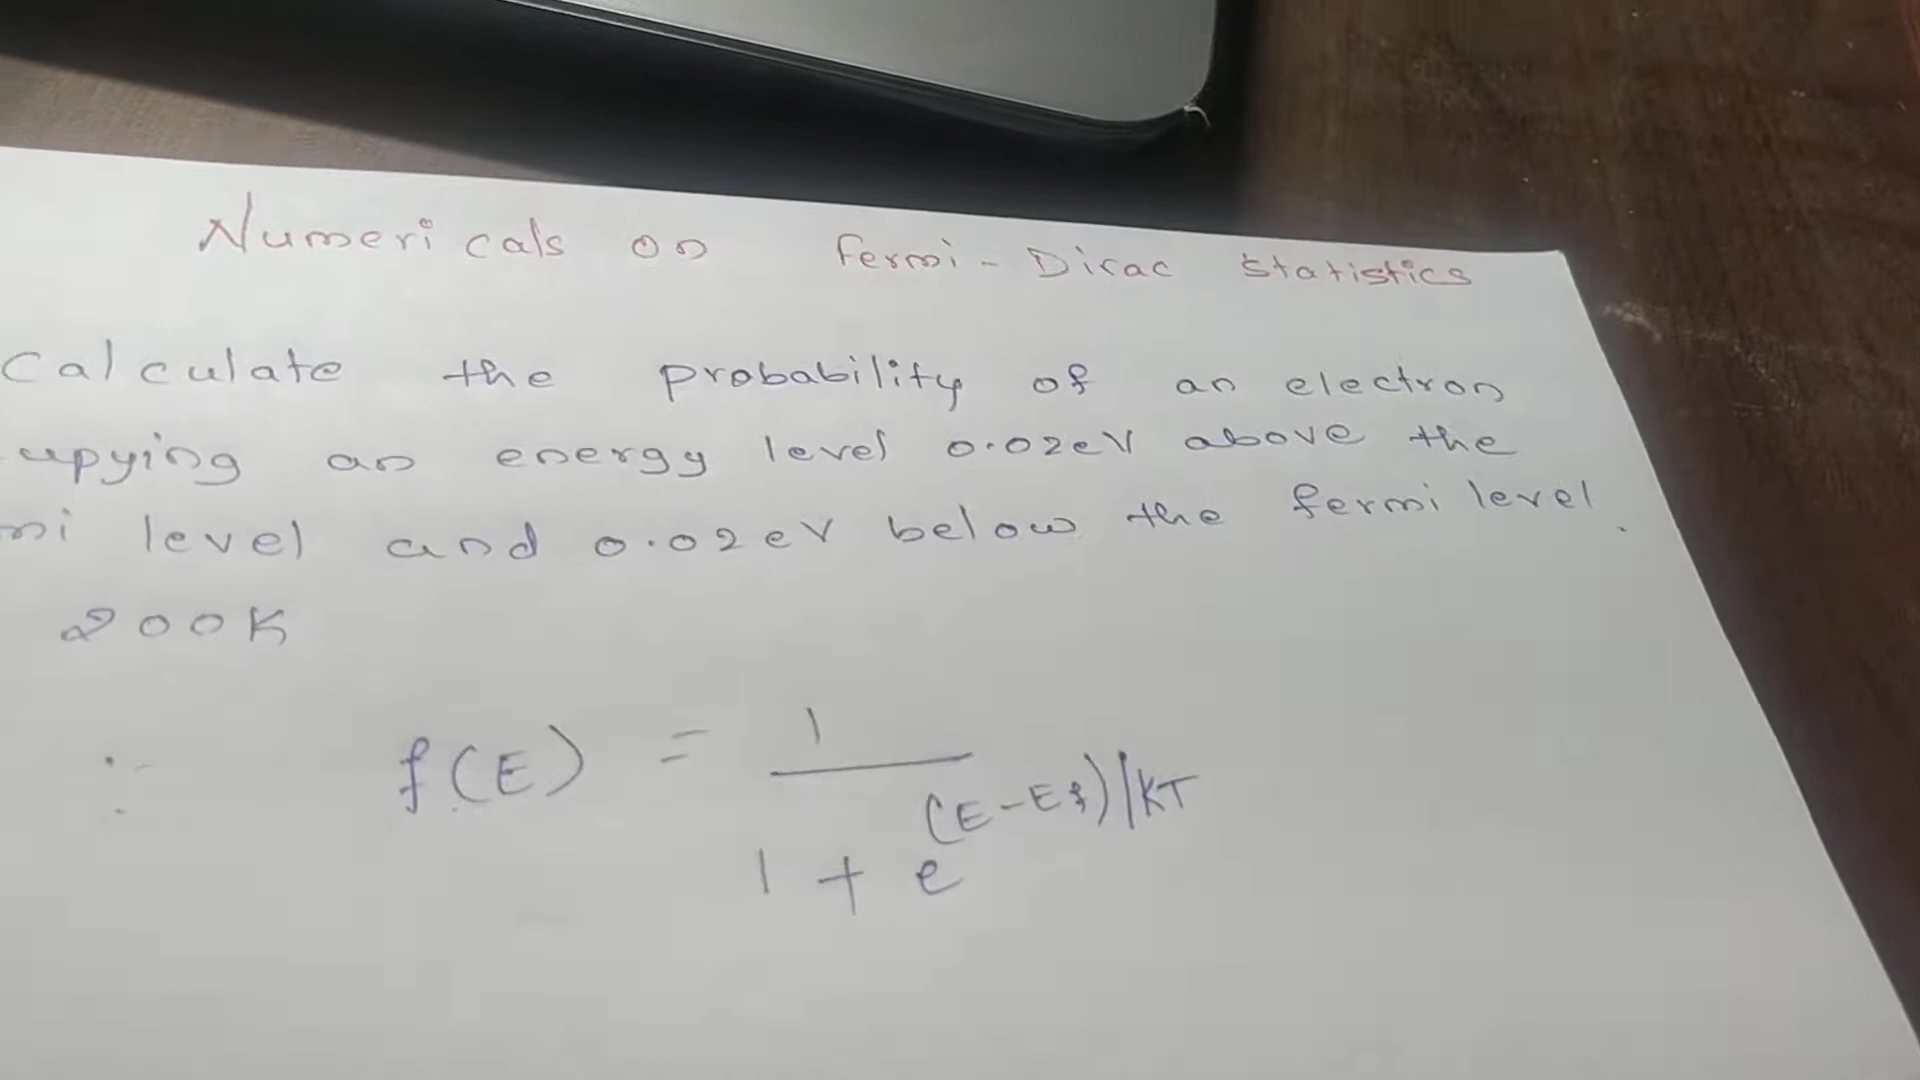 Numericals on fermi - Dirac statistics
Calculate the probability of an electron
upying an energy level 0.02eV above the
mi level and 0.02eV below the fermi level.
200K
f(E) = 1 / 1 + e^(E-Ef)/KT